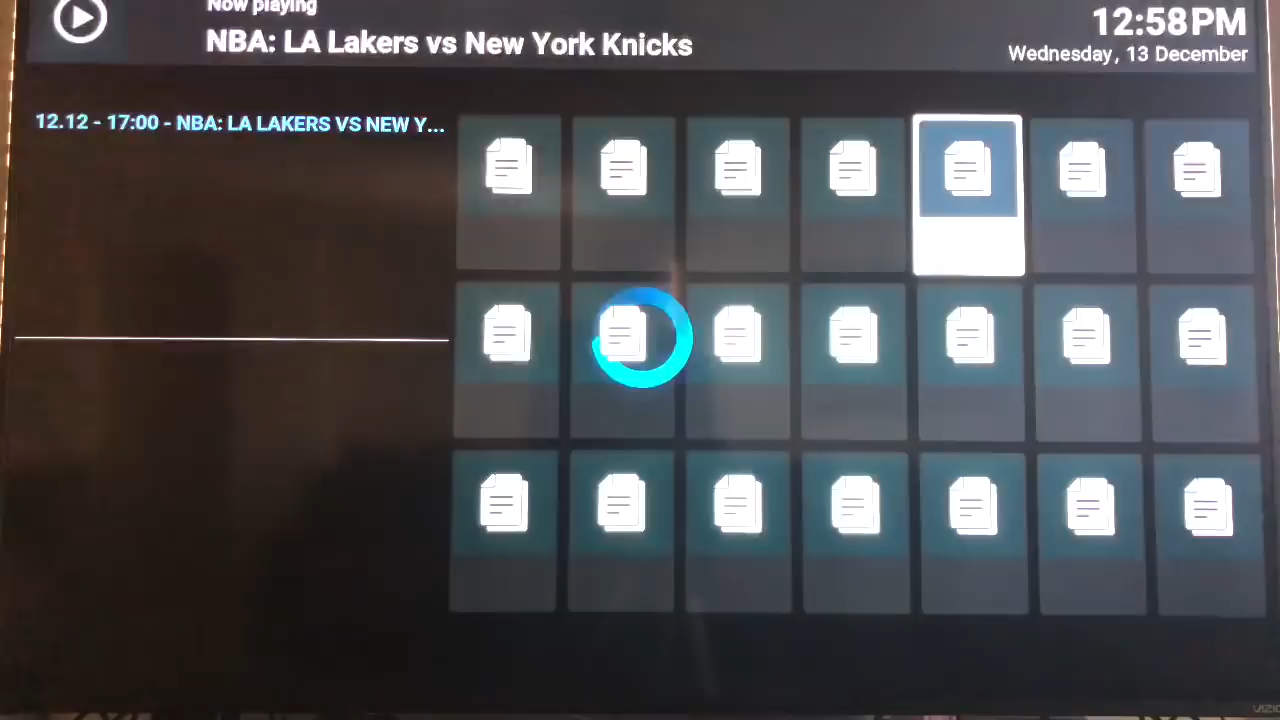 Now playing
NBA: LA Lakers vs New York Knicks
12:58PM
Wednesday, 13 December
12.12 - 17:00 - NBA: LA LAKERS VS NEW Y...
VIZIO